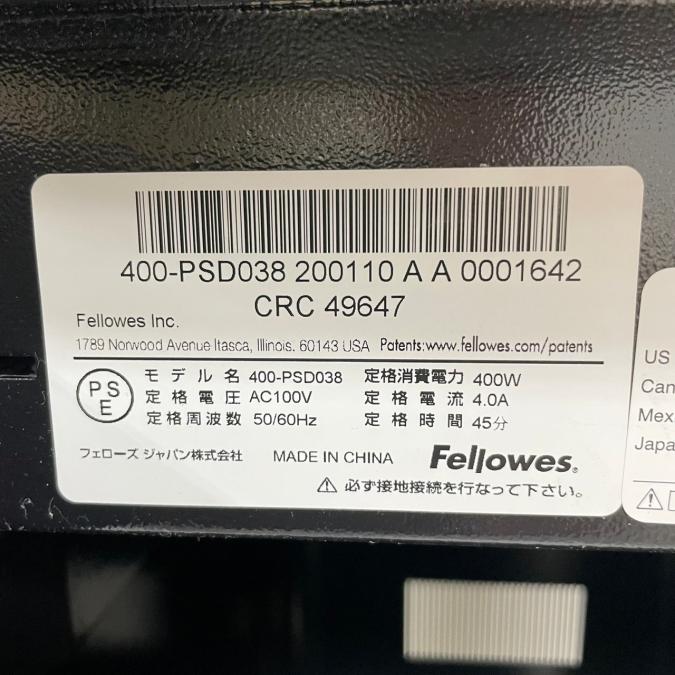 400-PSD038 200110 A A 0001642
CRC 49647
Fellowes Inc.
1789 Norwood Avenue Itasca, Illinois. 60143 USA Patents:www.fellowes.com/patents
PS
E
モデル名 400-PSD038 定格消費電力 400W
定格電圧 AC100V 定格電流 4.0A
定格周波数 50/60Hz 定格時間 45分
フェローズ ジャパン株式会社 MADE IN CHINA Fellowes®
必ず接地接続を行なって下さい。
US
Can
Mex
Japa